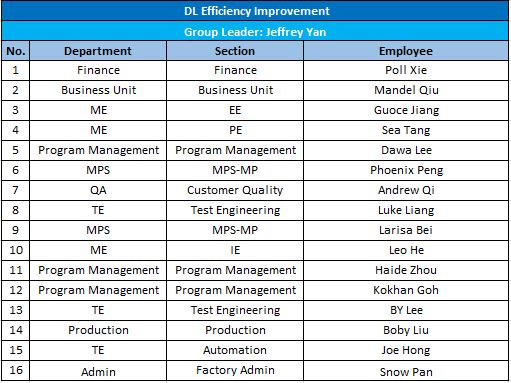 DL Efficiency Improvement
Group Leader: Jeffrey Yan
No. Department Section Employee
1 Finance Finance Poll Xie
2 Business Unit Business Unit Mandel Qiu
3 ME EE Guoce Jiang
4 ME PE Sea Tang
5 Program Management Program Management Dawa Lee
6 MPS MPS-MP Phoenix Peng
7 QA Customer Quality Andrew Qi
8 TE Test Engineering Luke Liang
9 MPS MPS-MP Larisa Bei
10 ME IE Leo He
11 Program Management Program Management Haide Zhou
12 Program Management Program Management Kokhan Goh
13 TE Test Engineering BY Lee
14 Production Production Boby Liu
15 TE Automation Joe Hong
16 Admin Factory Admin Snow Pan